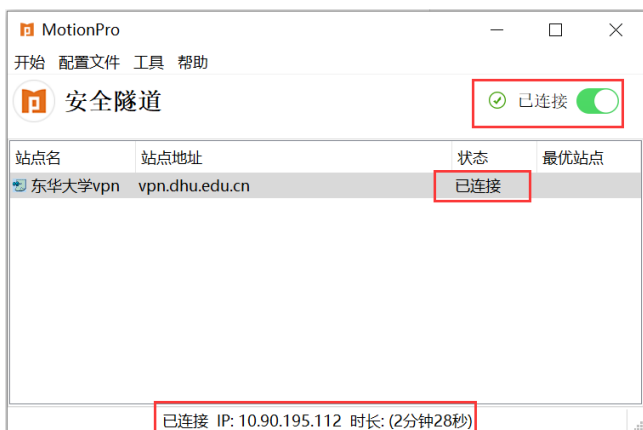 MotionPro
开始 配置文件 工具 帮助
安全隧道 已连接
站点名 站点地址 状态 最优站点
东华大学vpn vpn.dhu.edu.cn 已连接
已连接 IP: 10.90.195.112 时长: (2分钟28秒)